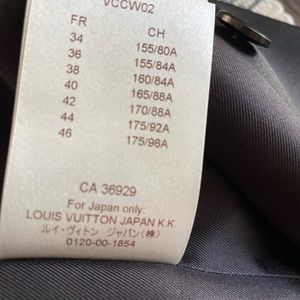 VCCW02
FR CH
34 155/80A
36 155/84A
38 160/84A
40 165/88A
42 170/88A
44 175/92A
46 175/96A
CA 36929
For Japan only:
LOUIS VUITTON JAPAN K.K.
ルイ・ヴィトン ジャパン(株)
0120-00-1854